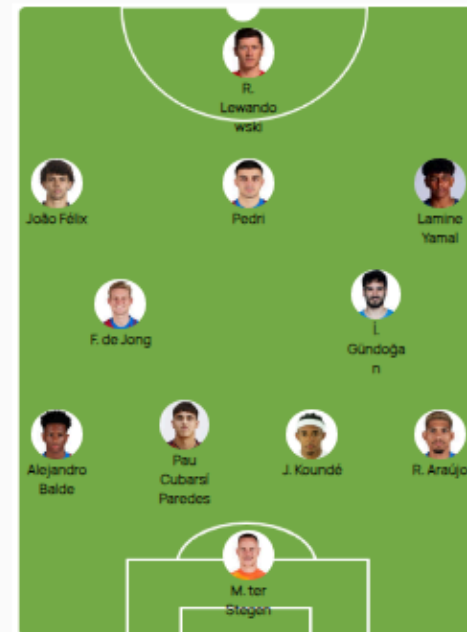 R.
Lewando
wski
João Félix
Pedri
Lamine
Yamal
F. de Jong
İ.
Gündoğa
n
Alejandro
Balde
Pau
Cubarsí
Paredes
J. Koundé
R. Araújo
M. ter
Stegen